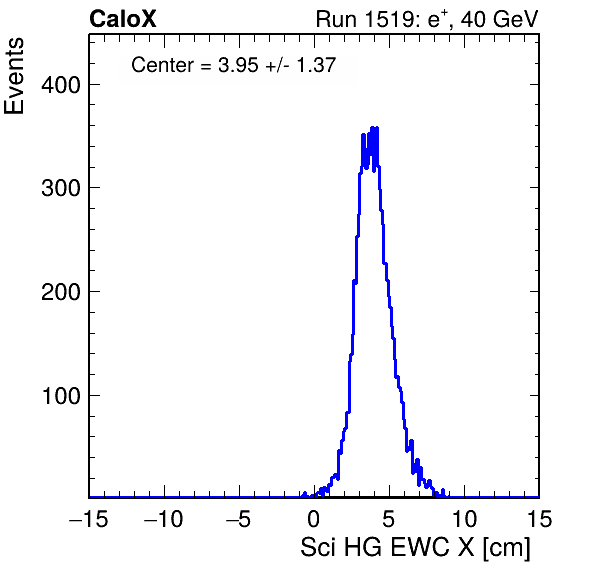 CaloX Run 1519: e⁺, 40 GeV
Events
Center = 3.95 +/- 1.37
400
300
200
100
−15 −10 −5 0 5 10 15
Sci HG EWC X [cm]